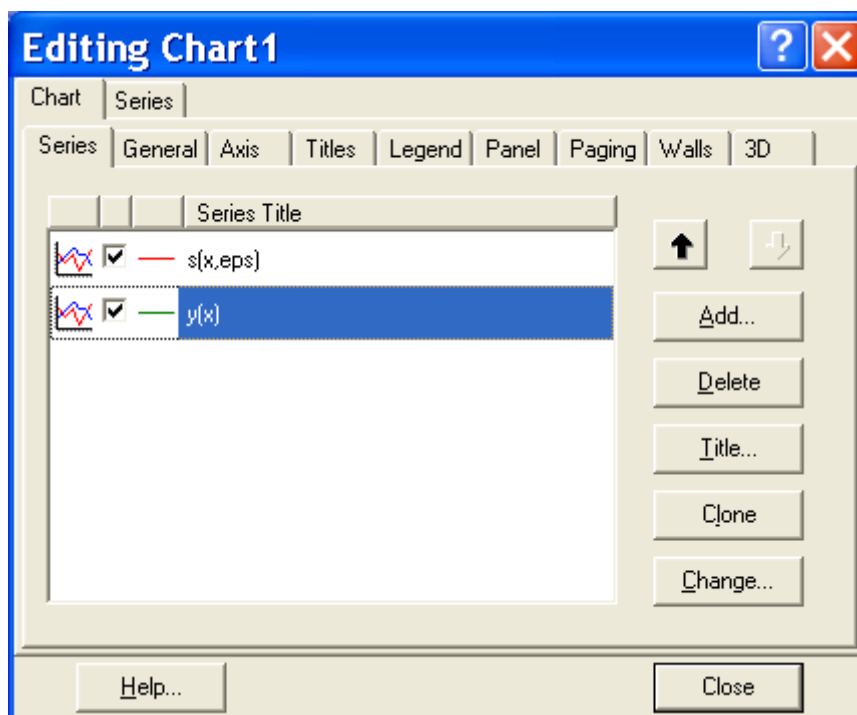 Editing Chart1
Chart Series
Series General Axis Titles Legend Panel Paging Walls 3D
Series Title
s(x,eps)
y(x)
Add...
Delete
Title...
Clone
Change...
Help... Close